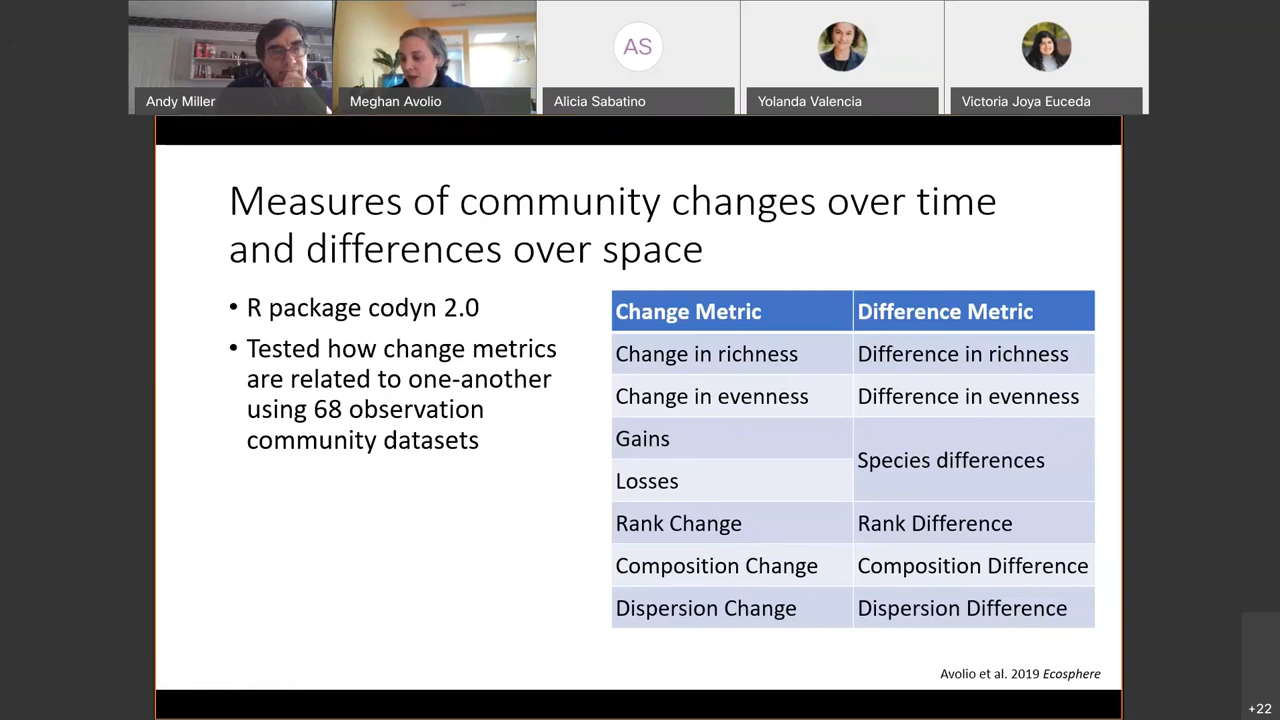 AS
Andy Miller
Meghan Avolio
Alicia Sabatino
Yolanda Valencia
Victoria Joya Euceda
Measures of community changes over time
and differences over space
• R package codyn 2.0
• Tested how change metrics
are related to one-another
using 68 observation
community datasets
Change Metric Difference Metric
Change in richness Difference in richness
Change in evenness Difference in evenness
Gains
Species differences
Losses
Rank Change Rank Difference
Composition Change Composition Difference
Dispersion Change Dispersion Difference
Avolio et al. 2019 Ecosphere
+22